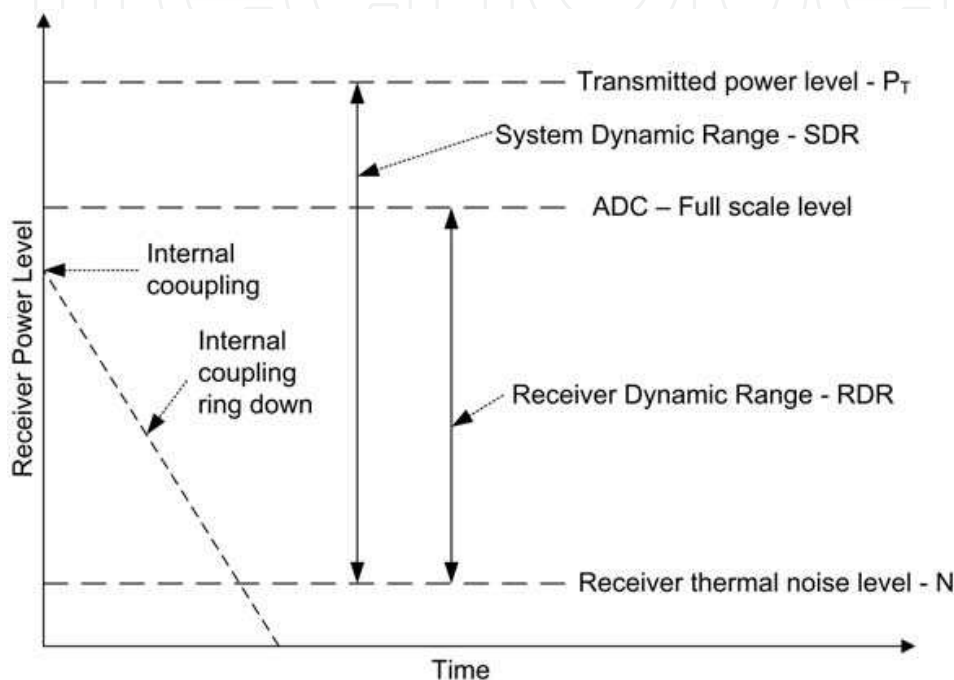 Transmitted power level - P_T
System Dynamic Range - SDR
ADC – Full scale level
Internal
cooupling
Internal
coupling
ring down
Receiver Power Level
Receiver Dynamic Range - RDR
Receiver thermal noise level - N
Time